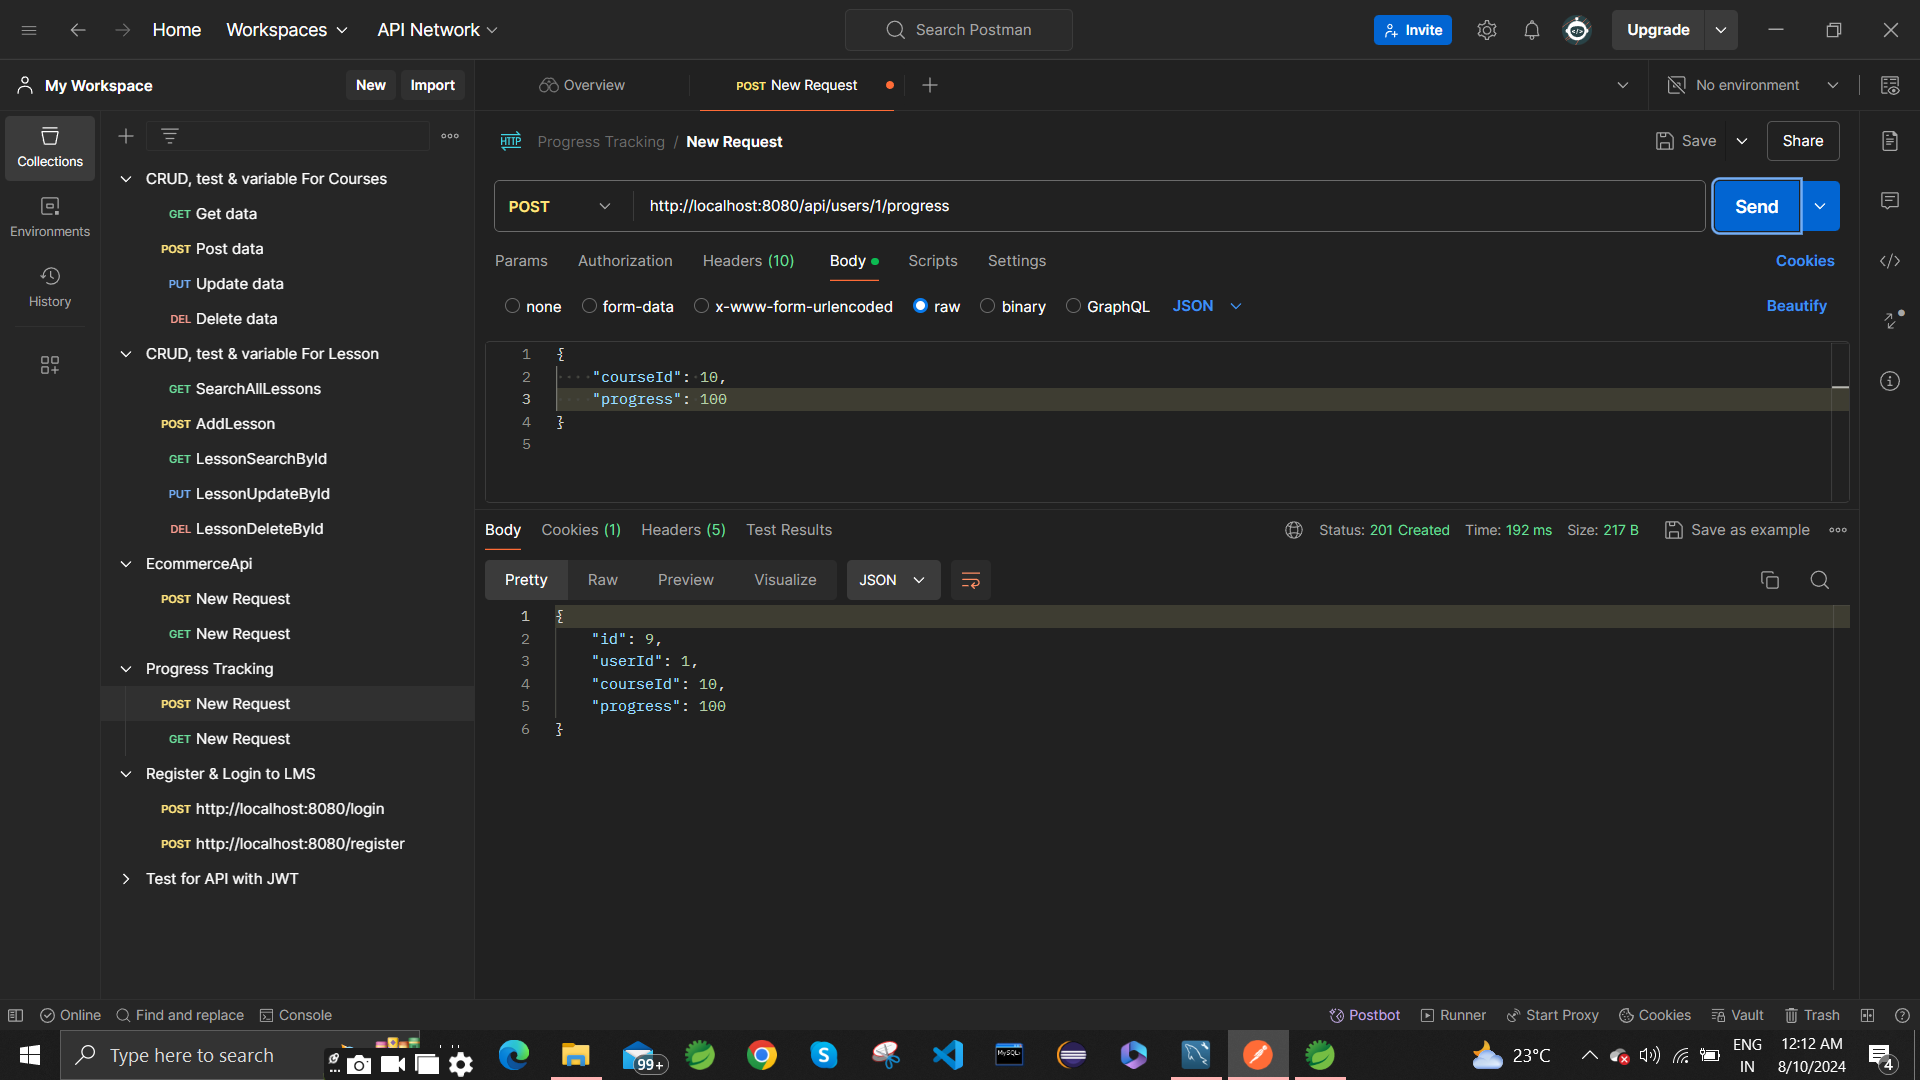 Home Workspaces API Network Search Postman Invite Upgrade
My Workspace New Import Overview POST New Request No environment
Collections
Environments
History
CRUD, test & variable For Courses
GET Get data
POST Post data
PUT Update data
DEL Delete data
CRUD, test & variable For Lesson
GET SearchAllLessons
POST AddLesson
GET LessonSearchById
PUT LessonUpdateById
DEL LessonDeleteById
EcommerceApi
POST New Request
GET New Request
Progress Tracking
POST New Request
GET New Request
Register & Login to LMS
POST http://localhost:8080/login
POST http://localhost:8080/register
Test for API with JWT
HTTP Progress Tracking / New Request Save Share
POST http://localhost:8080/api/users/1/progress Send
Params Authorization Headers (10) Body Scripts Settings Cookies
none form-data x-www-form-urlencoded raw binary GraphQL JSON Beautify
1 {
2 "courseId": 10,
3 "progress": 100
4 }
5
Body Cookies (1) Headers (5) Test Results Status: 201 Created Time: 192 ms Size: 217 B Save as example
Pretty Raw Preview Visualize JSON
1 {
2 "id": 9,
3 "userId": 1,
4 "courseId": 10,
5 "progress": 100
6 }
Online Find and replace Console Postbot Runner Start Proxy Cookies Vault Trash
Type here to search 99+ MySQL 23°C ENG 12:12 AM
IN 8/10/2024 4